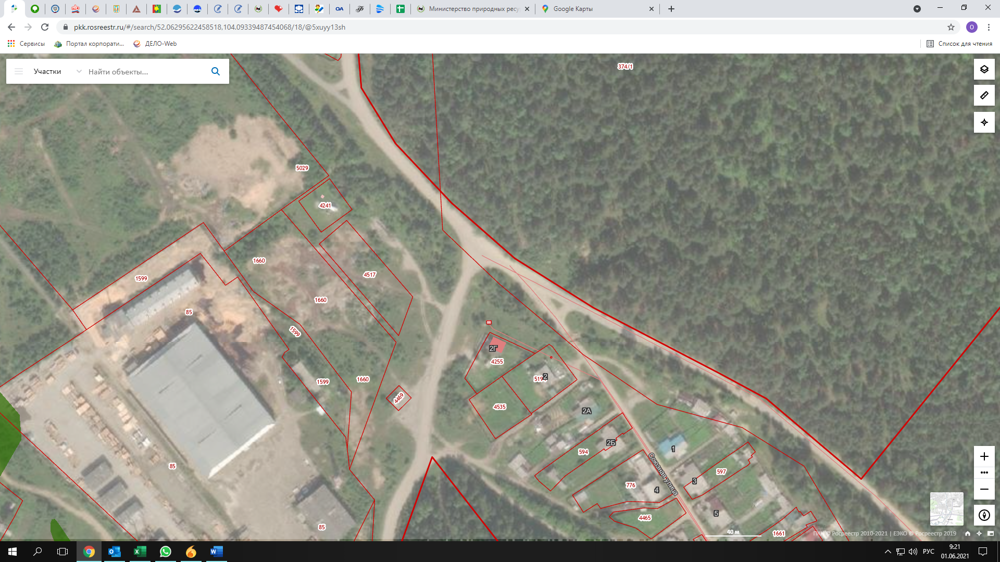 Министерство природных ресу
Google Карты
pkk.rosreestr.ru/#/search/52.06295622458518,104.09339487454068/18/@5xuyy13sh
О
Сервисы
Портал корпорати...
ДЕЛО-Web
Список для чтения
Участки
Найти объекты...
374/1
5029
4241
1660
4517
1599
1660
85
1599
2Г
4255
2
1599
1660
4469
4535
2А
2Б
594
1
85
597
Союзная улица
776
3
4
5
4465
85
1661
40 м
ПКК © Росреестр 2010-2021 | ЕЭКО © Росреестр 2019
РУС
9:21
01.06.2021